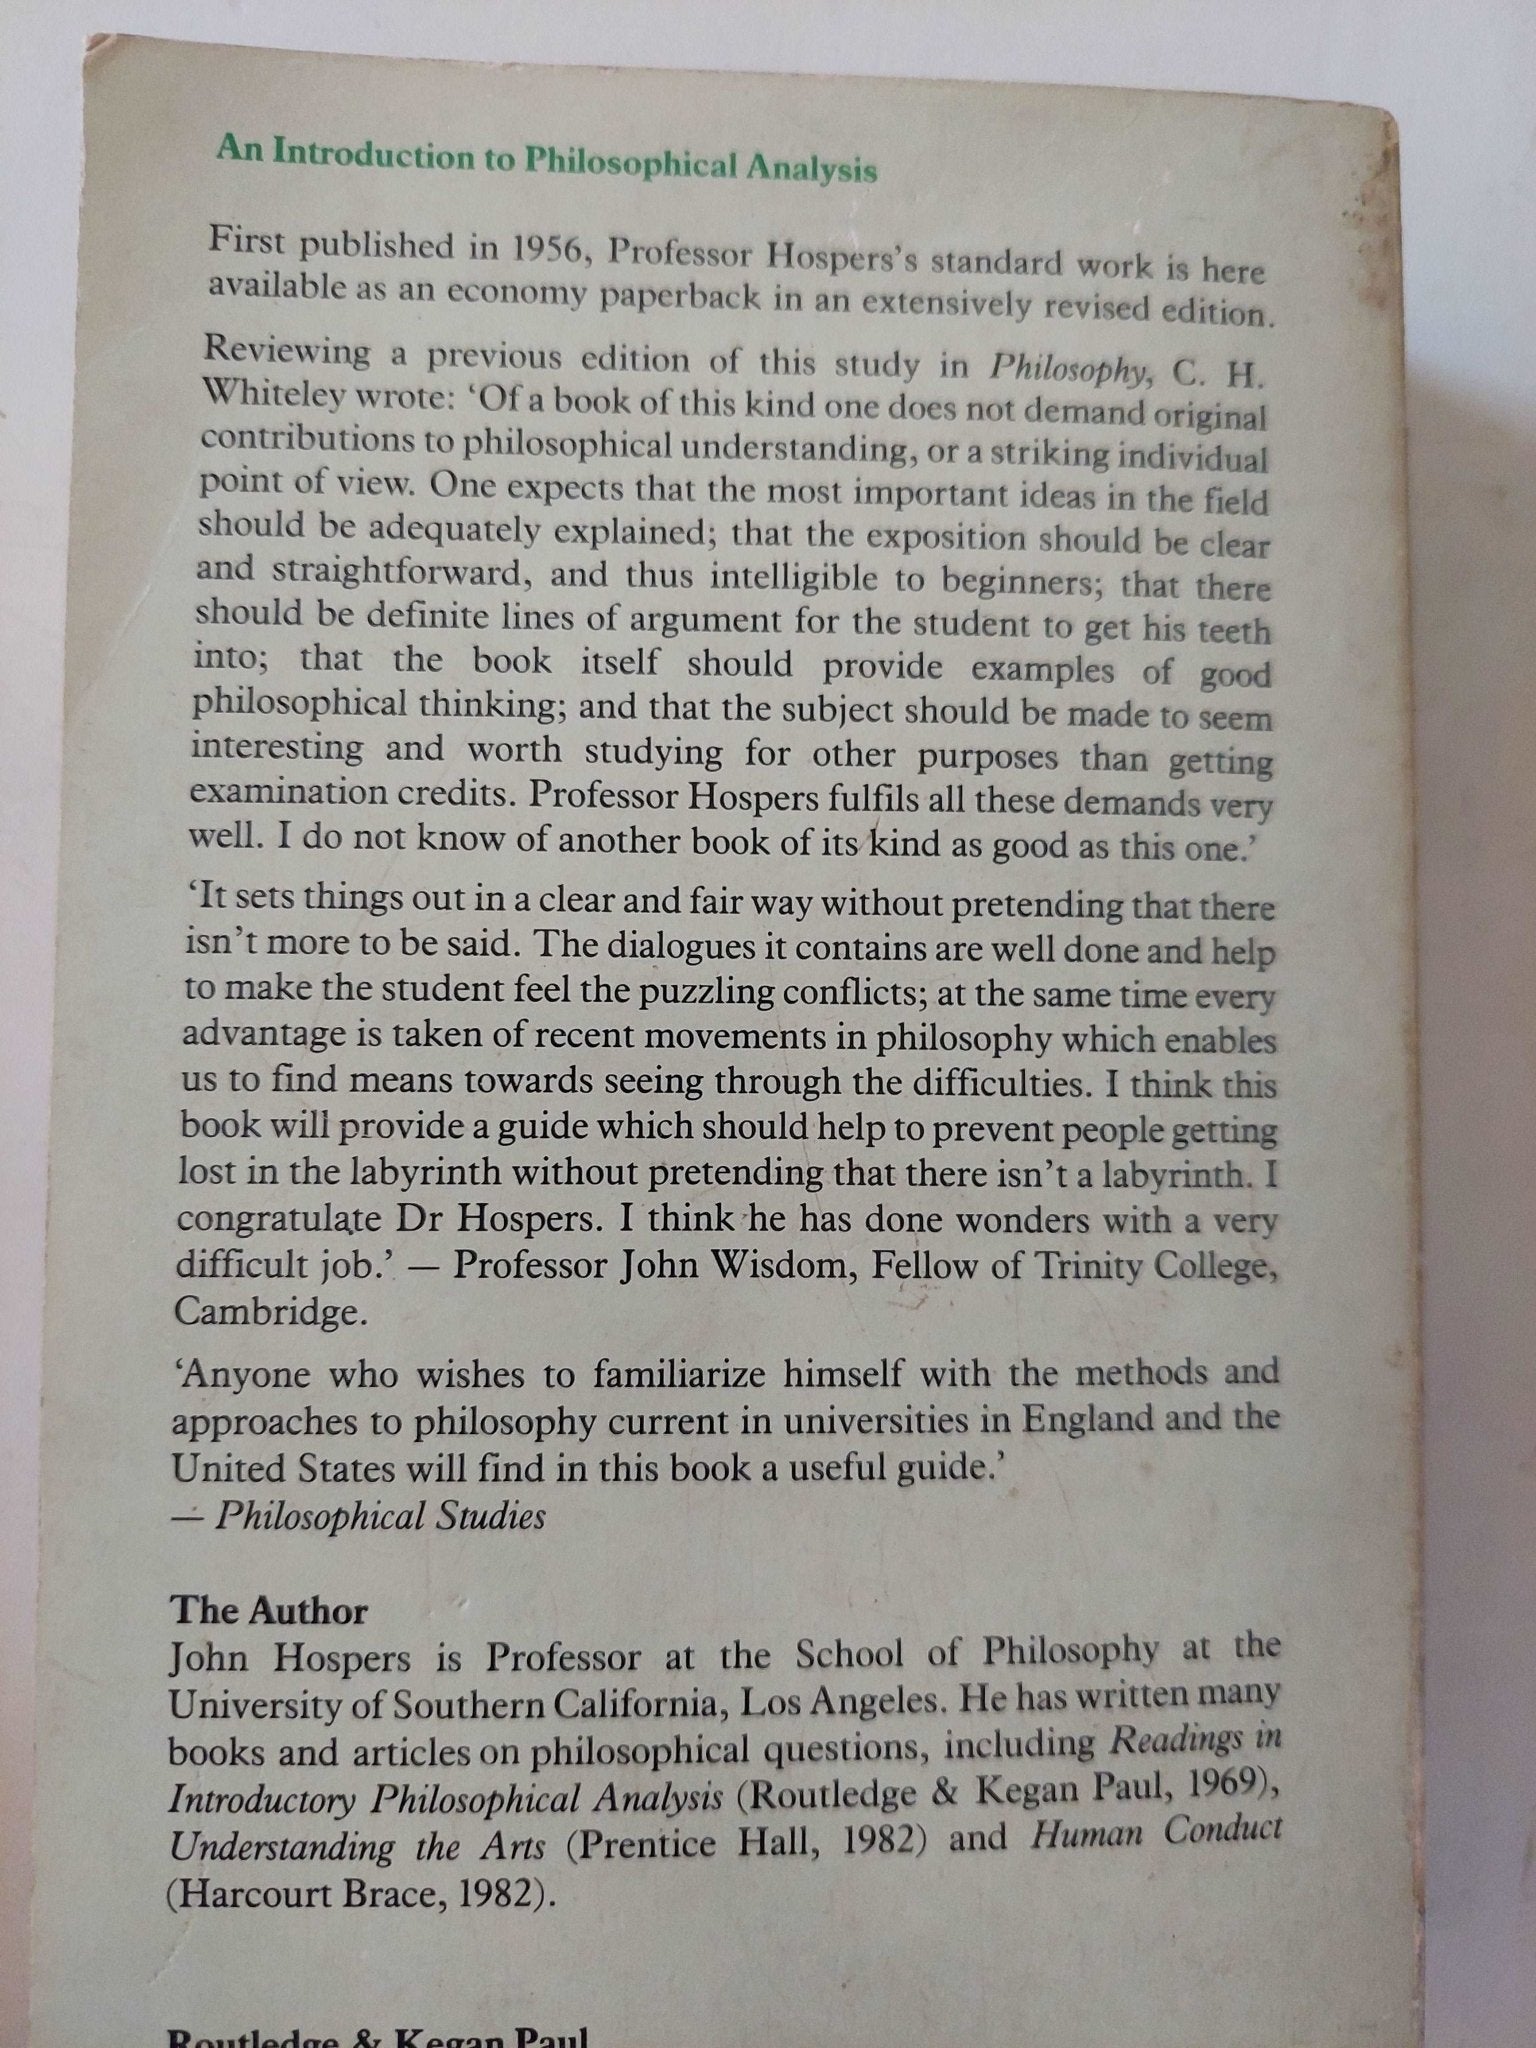 An Introduction to Philosophical Analysis
First published in 1956, Professor Hospers's standard work is here
available as an economy paperback in an extensively revised edition.
Reviewing a previous edition of this study in Philosophy, C. H.
Whiteley wrote: ‘Of a book of this kind one does not demand original
contributions to philosophical understanding, or a striking individual
point of view. One expects that the most important ideas in the field
should be adequately explained; that the exposition should be clear
and straightforward, and thus intelligible to beginners; that there
should be definite lines of argument for the student to get his teeth
into; that the book itself should provide examples of good
philosophical thinking; and that the subject should be made to seem
interesting and worth studying for other purposes than getting
examination credits. Professor Hospers fulfils all these demands very
well. I do not know of another book of its kind as good as this one.’
‘It sets things out in a clear and fair way without pretending that there
isn’t more to be said. The dialogues it contains are well done and help
to make the student feel the puzzling conflicts; at the same time every
advantage is taken of recent movements in philosophy which enables
us to find means towards seeing through the difficulties. I think this
book will provide a guide which should help to prevent people getting
lost in the labyrinth without pretending that there isn’t a labyrinth. I
congratulate Dr Hospers. I think he has done wonders with a very
difficult job.’ — Professor John Wisdom, Fellow of Trinity College,
Cambridge.
‘Anyone who wishes to familiarize himself with the methods and
approaches to philosophy current in universities in England and the
United States will find in this book a useful guide.’
— Philosophical Studies
The Author
John Hospers is Professor at the School of Philosophy at the
University of Southern California, Los Angeles. He has written many
books and articles on philosophical questions, including Readings in
Introductory Philosophical Analysis (Routledge & Kegan Paul, 1969),
Understanding the Arts (Prentice Hall, 1982) and Human Conduct
(Harcourt Brace, 1982).
Routledge & Kegan Paul